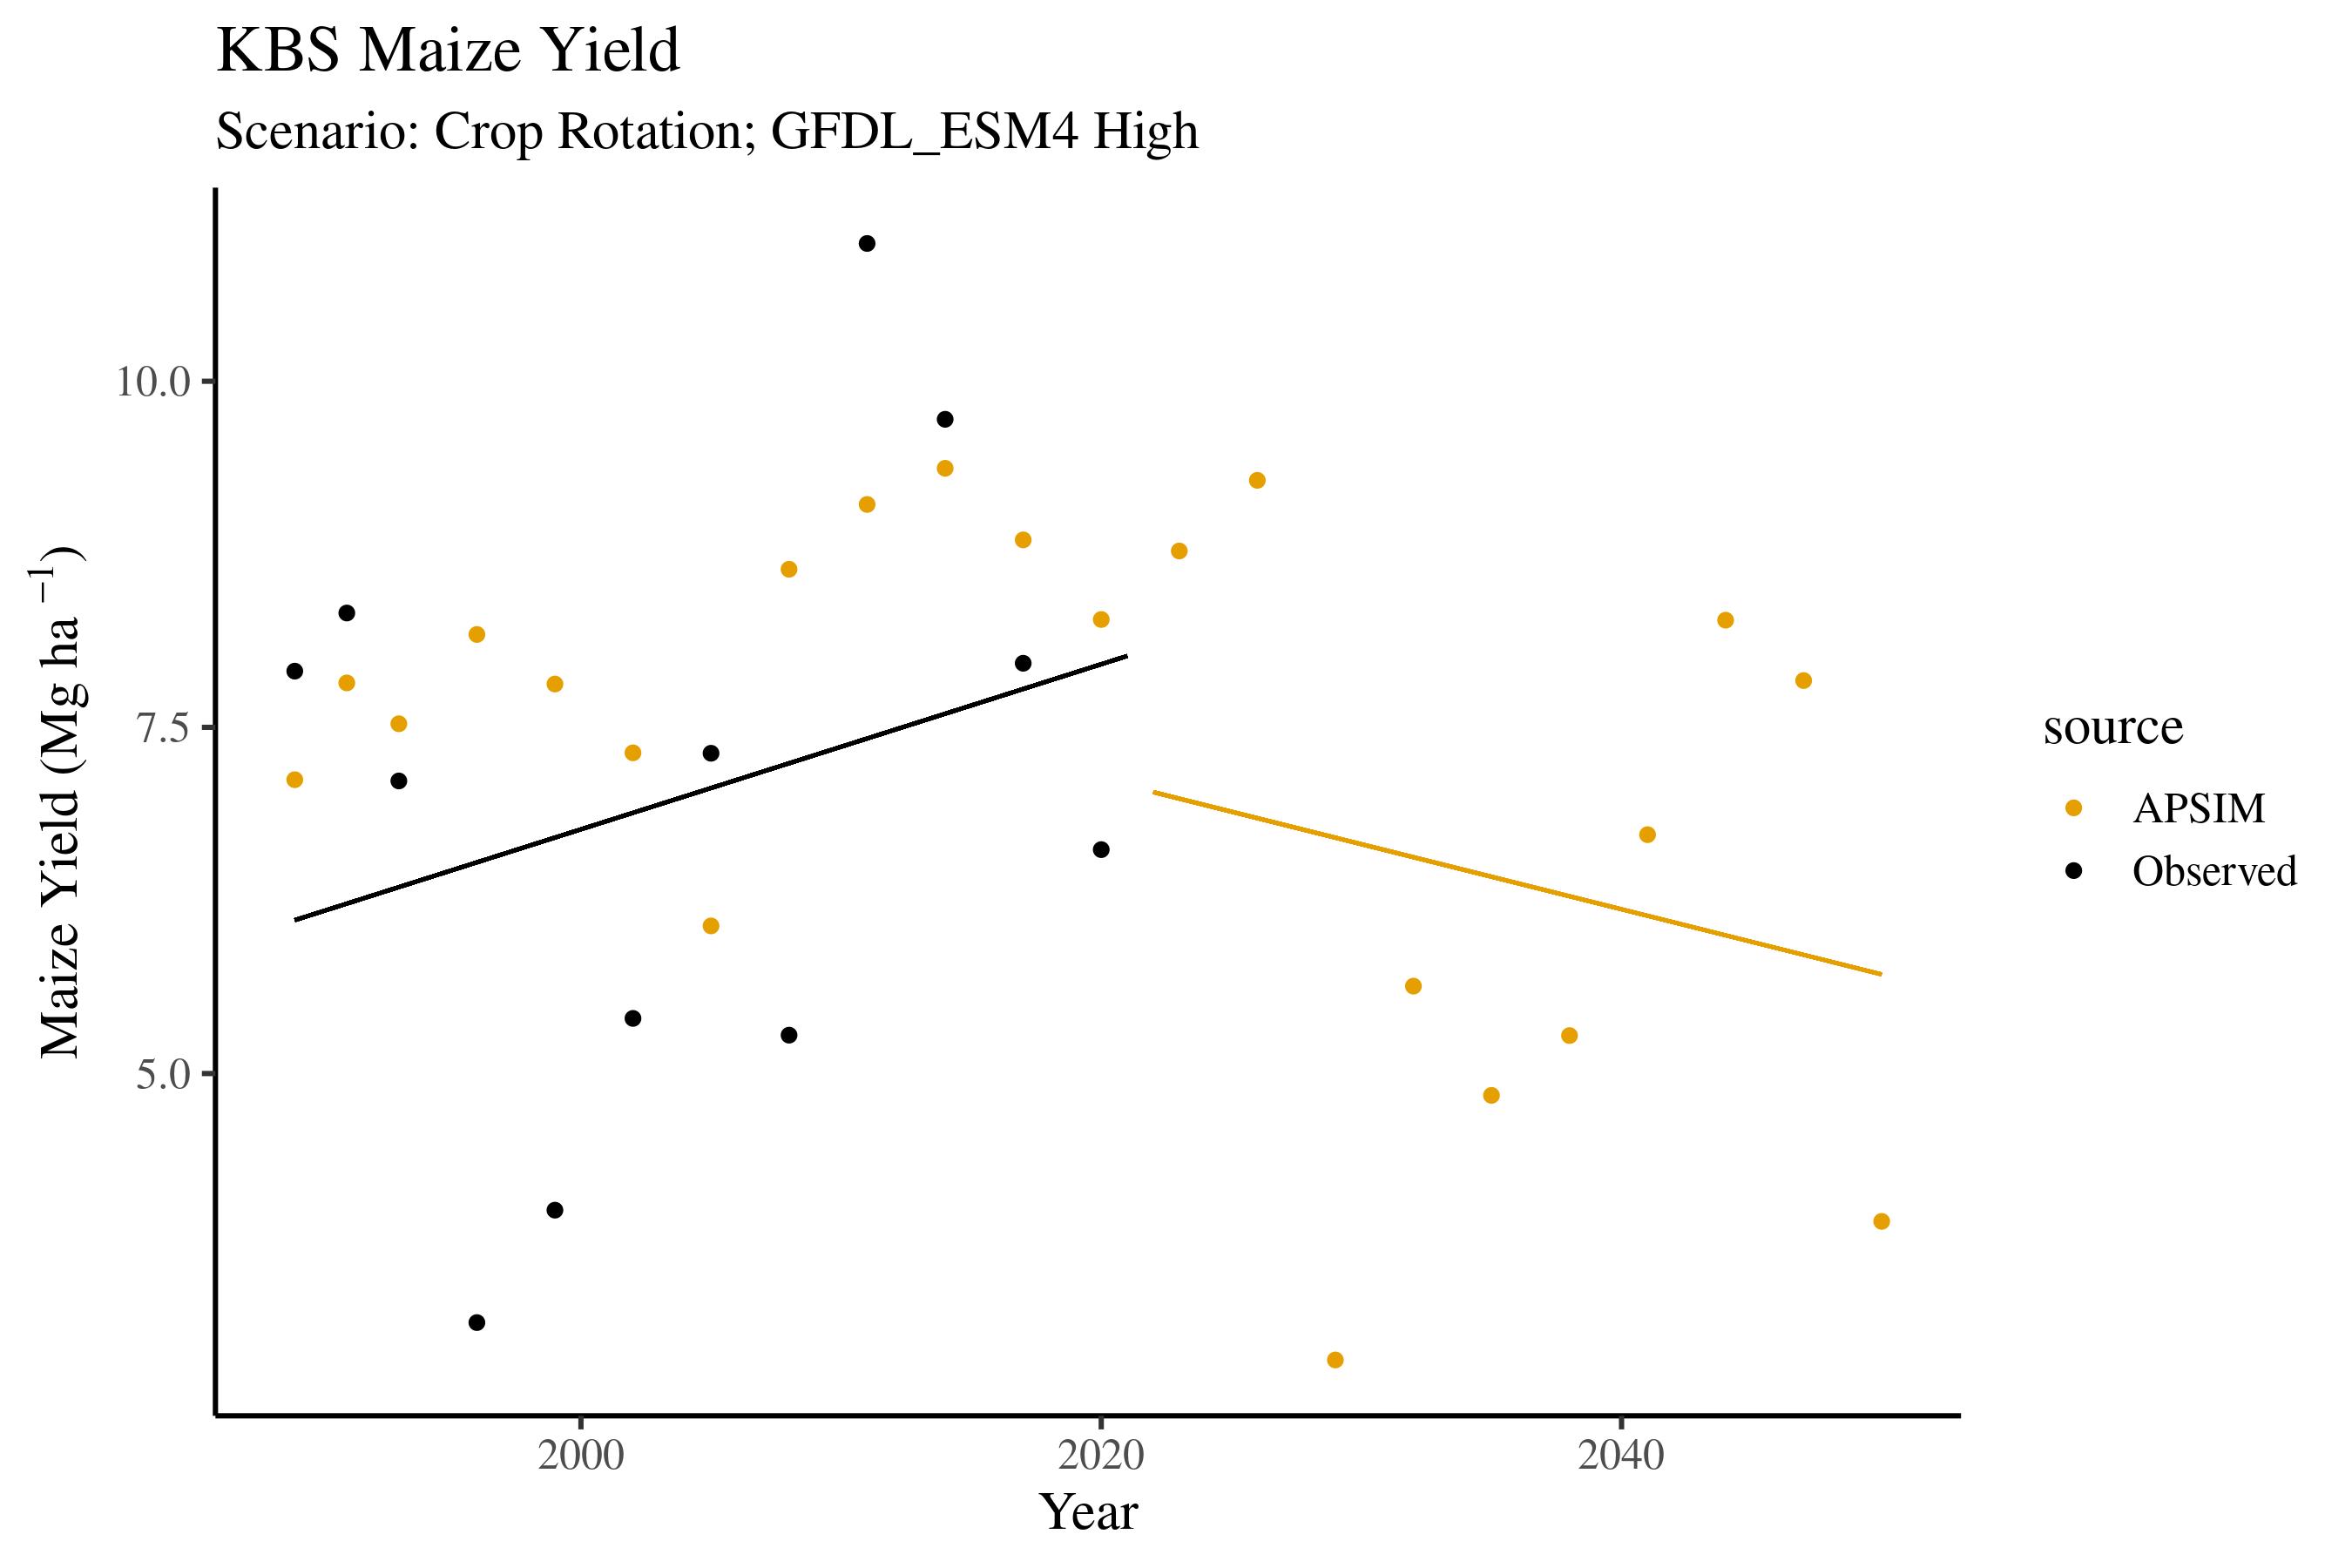 KBS Maize Yield
Scenario: Crop Rotation; GFDL_ESM4 High
Maize Yield (Mg ha −1)
10.0
7.5
5.0
2000
2020
2040
Year
source
APSIM
Observed